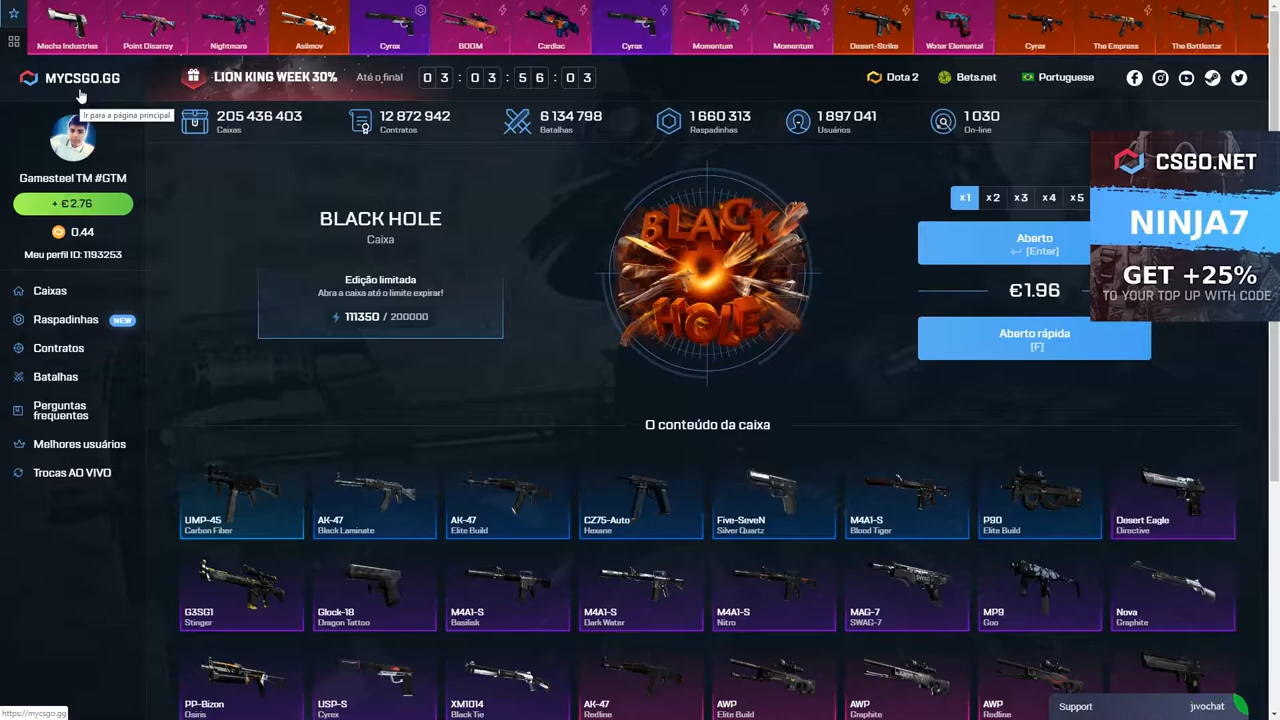 Mecha Industries
Point Disarray
Nightmare
Asiimov
Cyrex
BOOM
Cardiac
Cyrex
Momentum
Momentum
Desert-Strike
Water Elemental
Cyrex
The Empress
The Battlestar
MYCSGO.GG
LION KING WEEK 30%
Até o final
03:03:56:03
Dota 2
Bets.net
Portuguese
Ir para a página principal
205 436 403
Caixas
12 872 942
Contratos
6 134 798
Batalhas
1 660 313
Raspadinhas
1 897 041
Usuários
1 030
On-line
Gamesteel TM #GTM
+ €2.76
0.44
Meu perfil ID: 1193253
Caixas
Raspadinhas NEW
Contratos
Batalhas
Perguntas
frequentes
Melhores usuários
Trocas AO VIVO
BLACK HOLE
Caixa
Edição limitada
Abra a caixa até o limite expirar!
111350 / 200000
BLACK
HOLE
x1 x2 x3 x4 x5
Aberto
[Enter]
€1.96
Aberto rápida
[F]
CSGO.NET
NINJA7
GET +25%
TO YOUR TOP UP WITH CODE
O conteúdo da caixa
UMP-45
Carbon Fiber
AK-47
Black Laminate
AK-47
Elite Build
CZ75-Auto
Hexane
Five-SeveN
Silver Quartz
M4A1-S
Blood Tiger
P90
Elite Build
Desert Eagle
Directive
G3SG1
Stinger
Glock-18
Dragon Tattoo
M4A1-S
Basilisk
M4A1-S
Dark Water
M4A1-S
Nitro
MAG-7
SWAG-7
MP9
Goo
Nova
Graphite
PP-Bizon
Osiris
USP-S
Cyrex
XM1014
Black Tie
AK-47
Redline
AWP
Elite Build
AWP
Graphite
AWP
Redline
Support
jivochat
https://mycsgo.gg